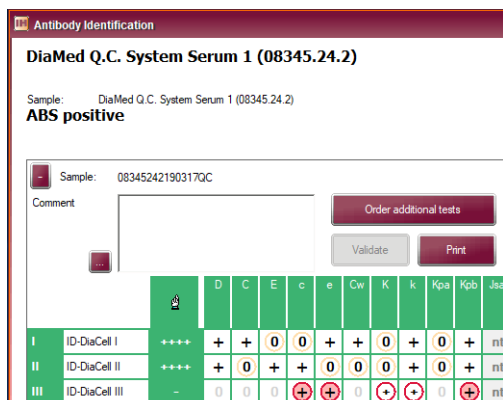 Antibody Identification
DiaMed Q.C. System Serum 1 (08345.24.2)
Sample: DiaMed Q.C. System Serum 1 (08345.24.2)
ABS positive
- Sample: 08345242190317QC
Comment
Order additional tests
... Validate Print
D C E c e Cw K k Kpa Kpb Jsa
I ID-DiaCell I ++++ + + 0 0 + + 0 + 0 + nt
II ID-DiaCell II ++++ + 0 + + 0 0 0 + 0 + nt
III ID-DiaCell III - 0 0 0 + + 0 + + 0 + nt